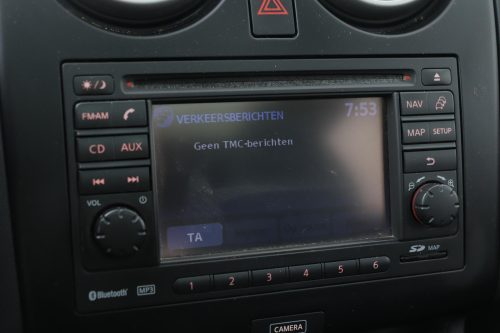 VERKEERSBERICHTEN 7:53
Geen TMC-berichten
TA
FM·AM
CD AUX
VOL
Bluetooth MP3
NAV
MAP SETUP
SD MAP
1 2 3 4 5 6
CAMERA